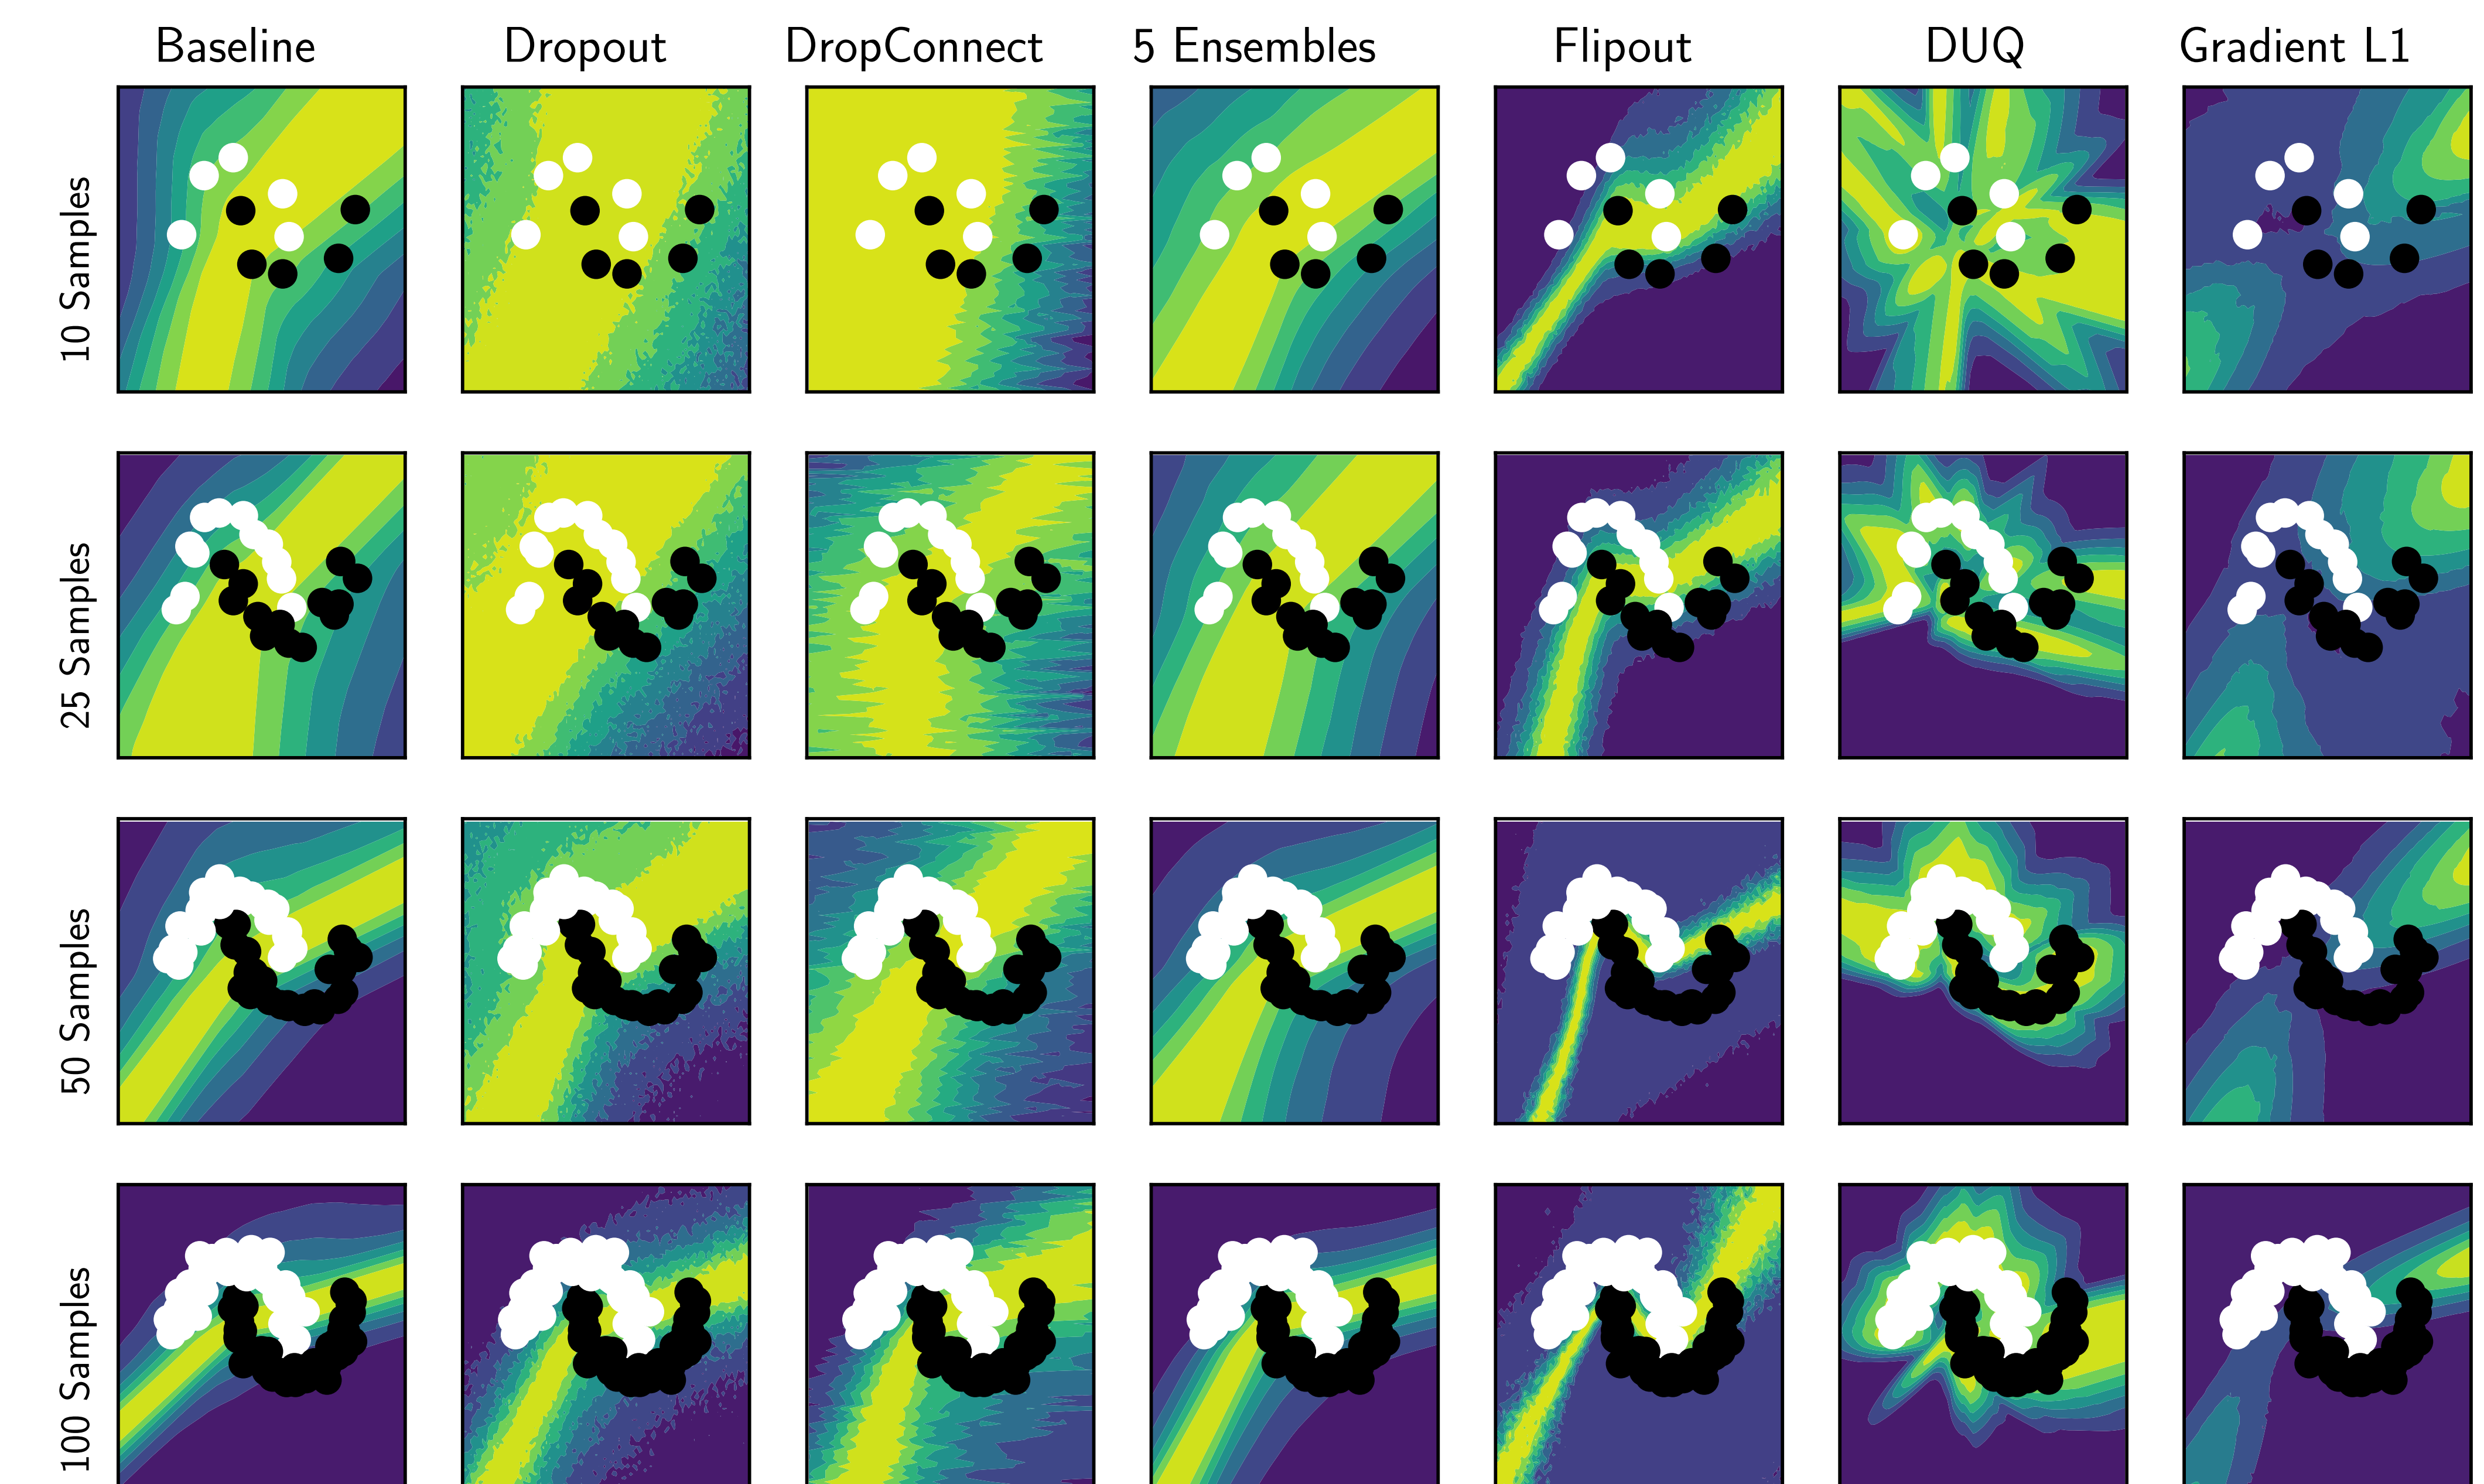 Baseline Dropout DropConnect 5 Ensembles Flipout DUQ Gradient L1
10 Samples
25 Samples
50 Samples
100 Samples